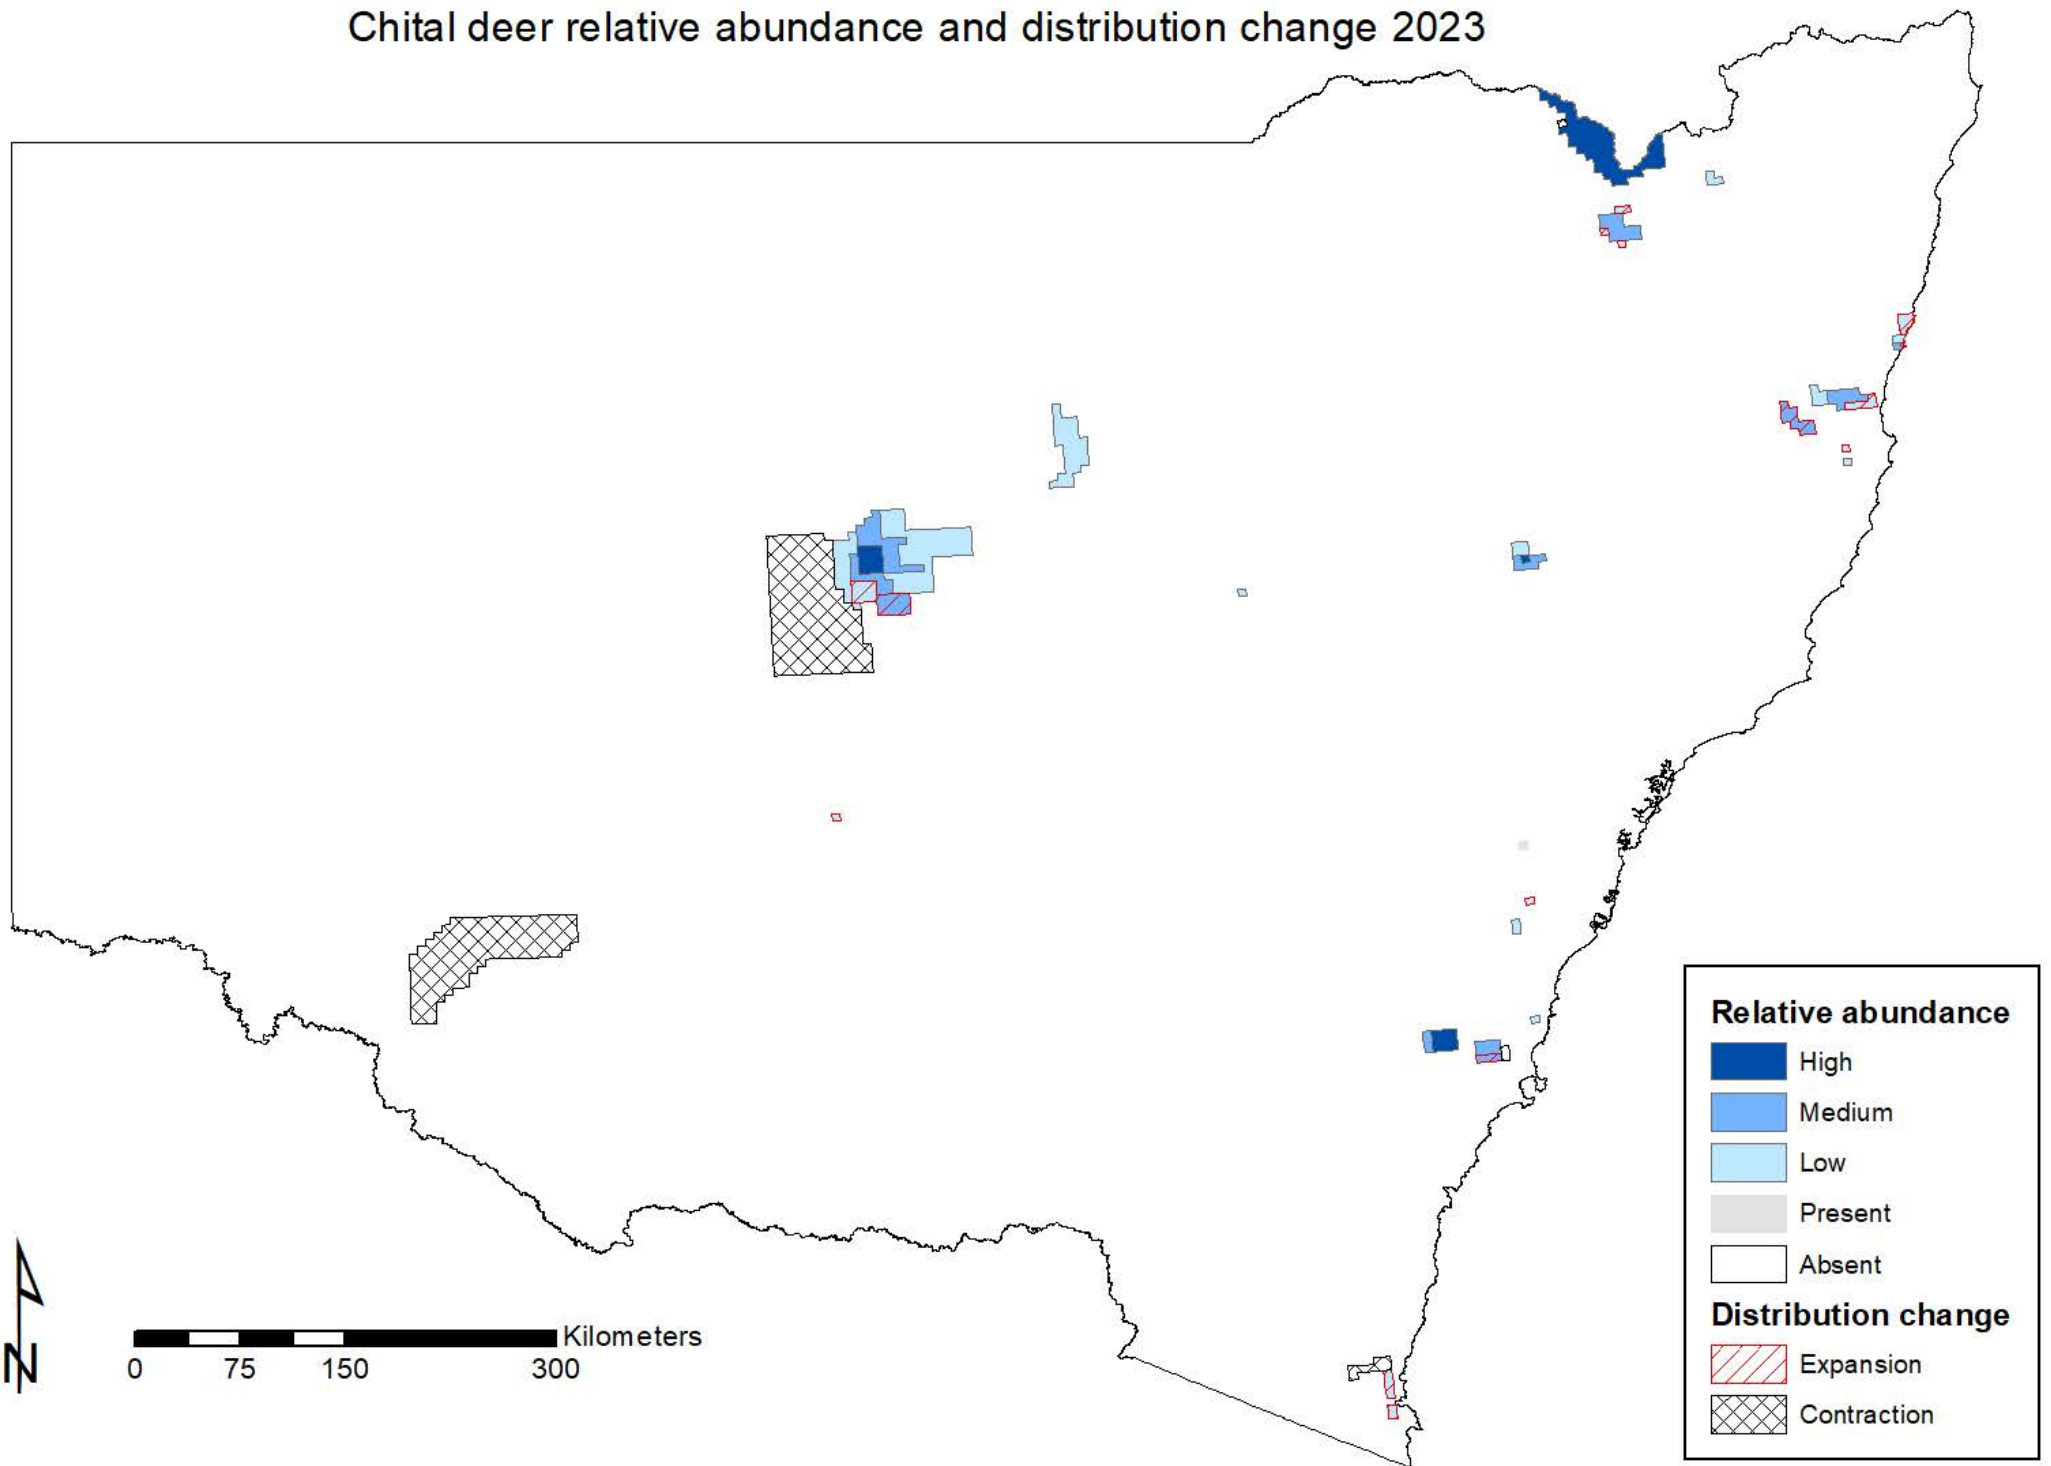 Chital deer relative abundance and distribution change 2023
Relative abundance
High
Medium
Low
Present
Absent
Distribution change
Expansion
Contraction
Kilometers
0 75 150 300
N